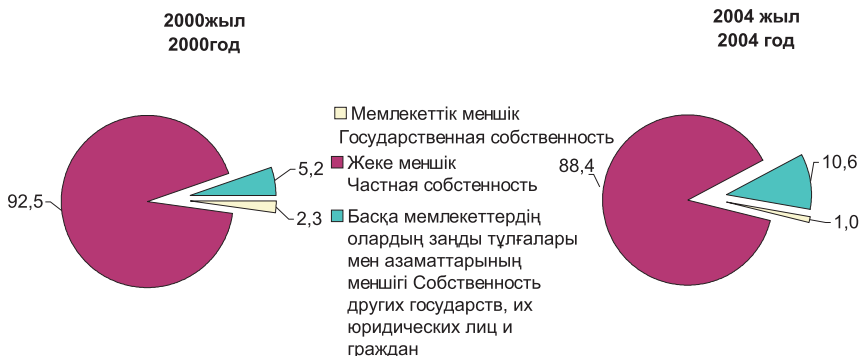 2000жыл
2000год
2004 жыл
2004 год
92,5
5,2
2,3
Мемлекеттік меншік
Государственная собственность
Жеке меншік
Частная собстенность
Басқа мемлекеттердің
олардың заңды тұлғалары
мен азаматтарының
меншігі Собственность
других государств, их
юридических лиц и
граждан
88,4
10,6
1,0